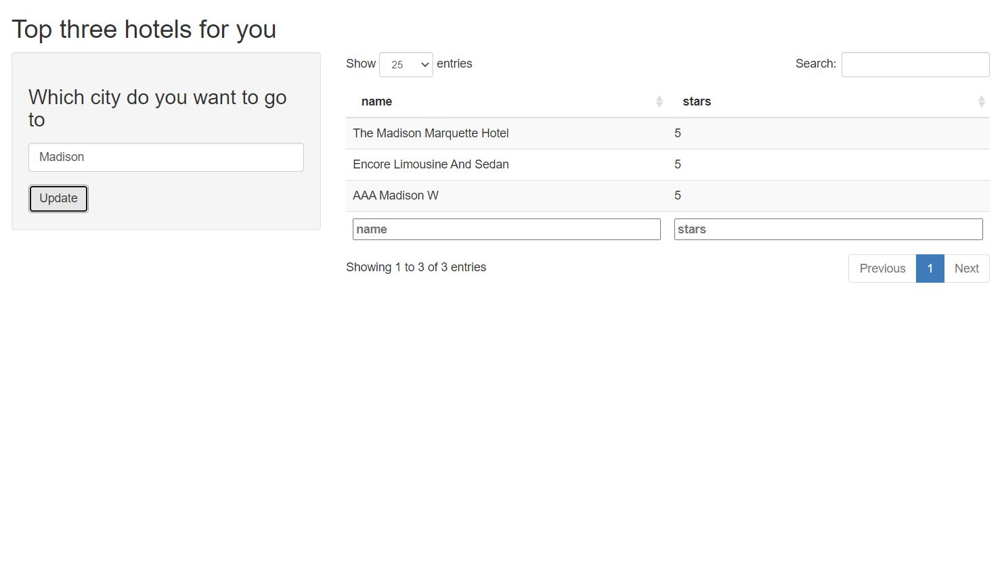 Top three hotels for you
Which city do you want to go
to
Madison
Update
Show 25 entries
Search:
name stars
The Madison Marquette Hotel 5
Encore Limousine And Sedan 5
AAA Madison W 5
name stars
Showing 1 to 3 of 3 entries
Previous 1 Next